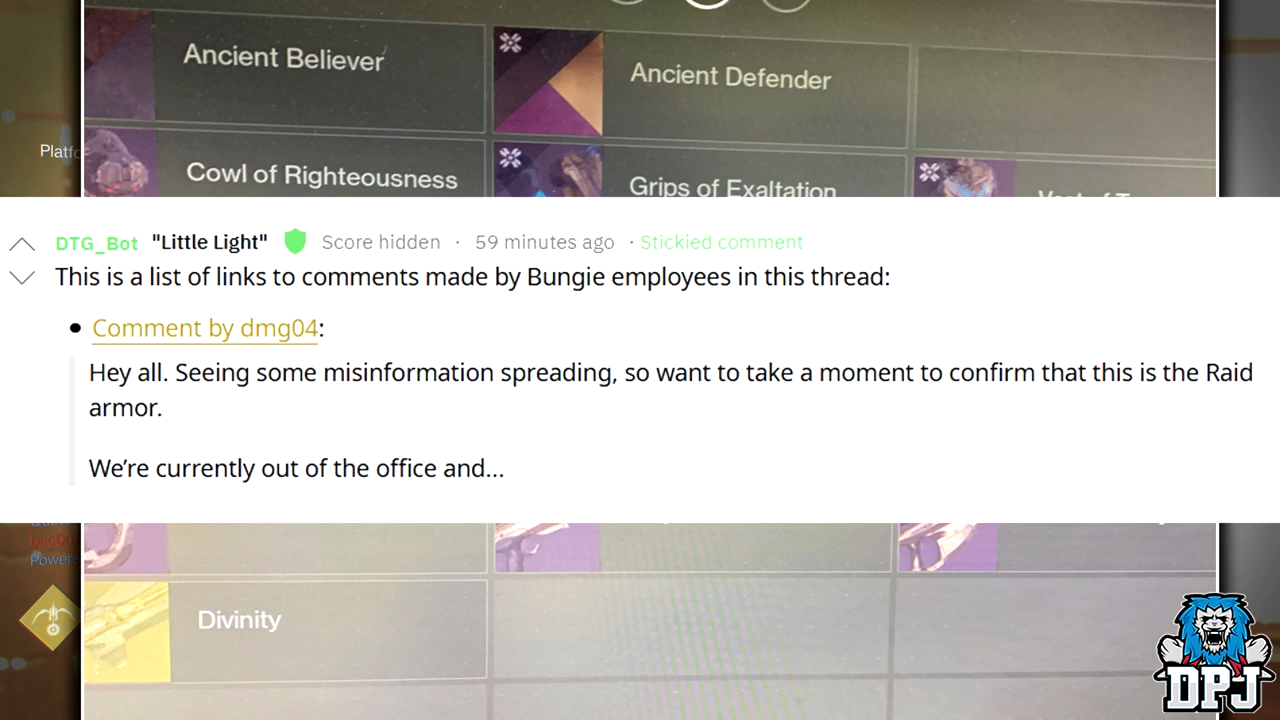 Ancient Believer
Ancient Defender
Cowl of Righteousness
Grips of Exaltation
DTG_Bot "Little Light" Score hidden · 59 minutes ago · Stickied comment
This is a list of links to comments made by Bungie employees in this thread:
• Comment by dmg04:
Hey all. Seeing some misinformation spreading, so want to take a moment to confirm that this is the Raid
armor.
We’re currently out of the office and...
Divinity
DPJ